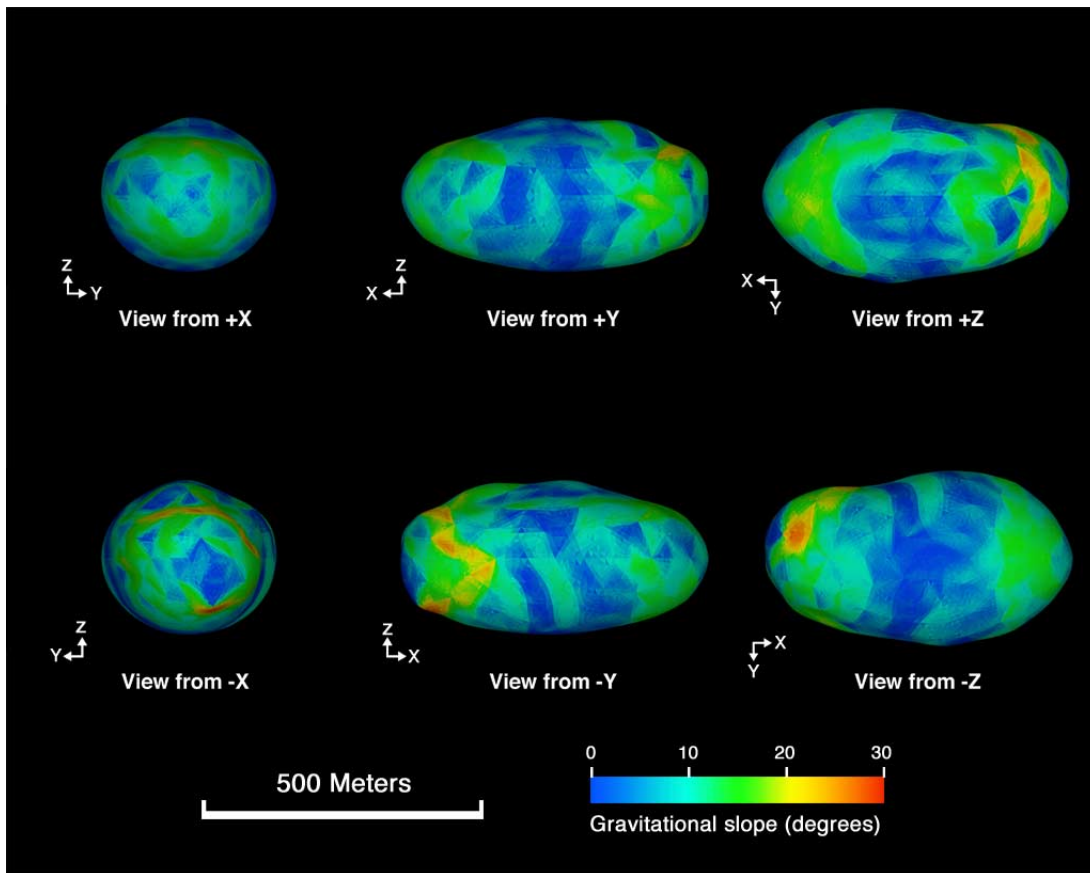 Z
Y
View from +X
Z
X
View from +Y
X
Y
View from +Z
Z
Y
View from -X
Z
X
View from -Y
X
Y
View from -Z
500 Meters
0 10 20 30
Gravitational slope (degrees)